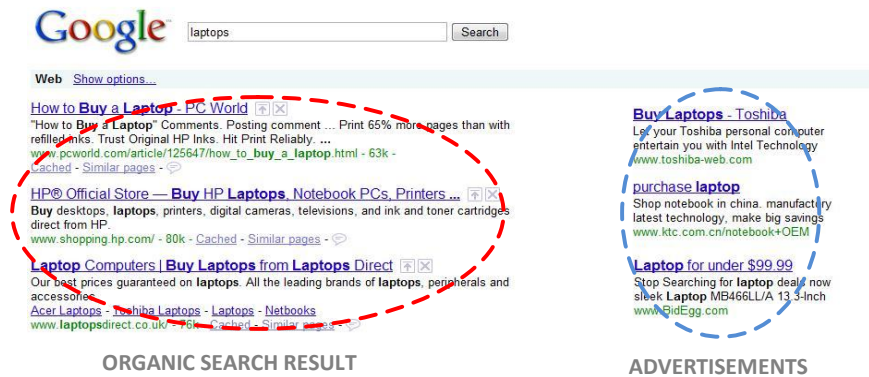 Google
laptops
Search
Web Show options...
How to Buy a Laptop - PC World
"How to Buy a Laptop" Comments. Posting comment ... Print 65% more pages than with
refilled inks. Trust Original HP Inks. Hit Print Reliably. ...
www.pcworld.com/article/125647/how_to_buy_a_laptop.html - 63k -
Cached - Similar pages -
HP® Official Store — Buy HP Laptops, Notebook PCs, Printers ...
Buy desktops, laptops, printers, digital cameras, televisions, and ink and toner cartridges
direct from HP.
www.shopping.hp.com/ - 80k - Cached - Similar pages -
Laptop Computers | Buy Laptops from Laptops Direct
Our best prices guaranteed on laptops. All the leading brands of laptops, peripherals and
accessories
Acer Laptops - Toshiba Laptops - Laptops - Netbooks
www.laptopsdirect.co.uk/ - 76k - Cached - Similar pages -
ORGANIC SEARCH RESULT
Buy Laptops - Toshiba
Let your Toshiba personal computer
entertain you with Intel Technology
www.toshiba-web.com
purchase laptop
Shop notebook in china. manufactory
latest technology, make big savings
www.ktc.com.cn/notebook+OEM
Laptop for under $99.99
Stop Searching for laptop deals now
sleek Laptop MB466LL/A 13.3-Inch
www.BidEgg.com
ADVERTISEMENTS